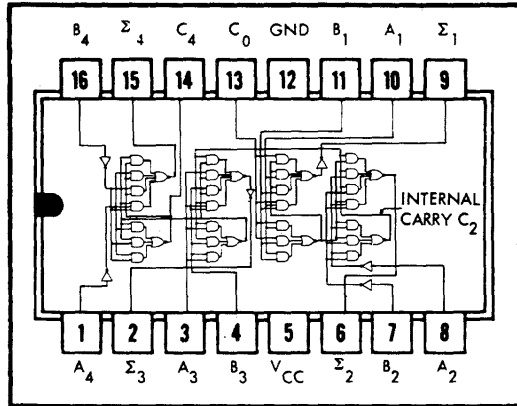 B4 Σ4 C4 C0 GND B1 A1 Σ1
16 15 14 13 12 11 10 9
INTERNAL
CARRY C2
1 2 3 4 5 6 7 8
A4 Σ3 A3 B3 VCC Σ2 B2 A2